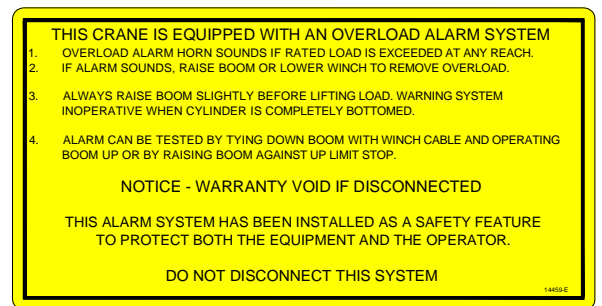 THIS CRANE IS EQUIPPED WITH AN OVERLOAD ALARM SYSTEM
1. OVERLOAD ALARM HORN SOUNDS IF RATED LOAD IS EXCEEDED AT ANY REACH.
2. IF ALARM SOUNDS, RAISE BOOM OR LOWER WINCH TO REMOVE OVERLOAD.
3. ALWAYS RAISE BOOM SLIGHTLY BEFORE LIFTING LOAD. WARNING SYSTEM
INOPERATIVE WHEN CYLINDER IS COMPLETELY BOTTOMED.
4. ALARM CAN BE TESTED BY TYING DOWN BOOM WITH WINCH CABLE AND OPERATING
BOOM UP OR BY RAISING BOOM AGAINST UP LIMIT STOP.
NOTICE - WARRANTY VOID IF DISCONNECTED
THIS ALARM SYSTEM HAS BEEN INSTALLED AS A SAFETY FEATURE
TO PROTECT BOTH THE EQUIPMENT AND THE OPERATOR.
DO NOT DISCONNECT THIS SYSTEM
14459-E